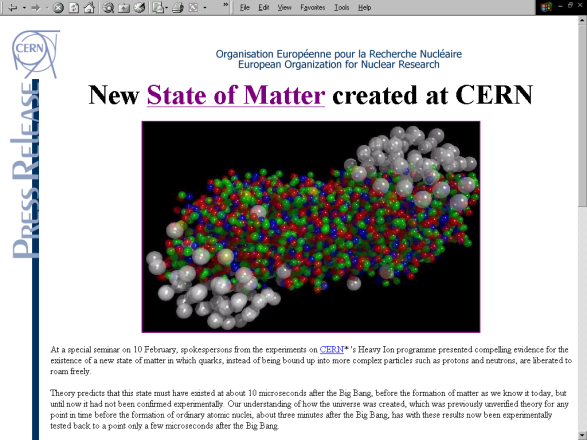 File Edit View Favorites Tools Help
CERN
Organisation Européenne pour la Recherche Nucléaire
European Organization for Nuclear Research
PRESS RELEASE
New State of Matter created at CERN
At a special seminar on 10 February, spokespersons from the experiments on CERN* 's Heavy Ion programme presented compelling evidence for the
existence of a new state of matter in which quarks, instead of being bound up into more complex particles such as protons and neutrons, are liberated to
roam freely.
Theory predicts that this state must have existed at about 10 microseconds after the Big Bang, before the formation of matter as we know it today, but
until now it had not been confirmed experimentally. Our understanding of how the universe was created, which was previously unverified theory for any
point in time before the formation of ordinary atomic nuclei, about three minutes after the Big Bang, has with these results now been experimentally
tested back to a point only a few microseconds after the Big Bang.